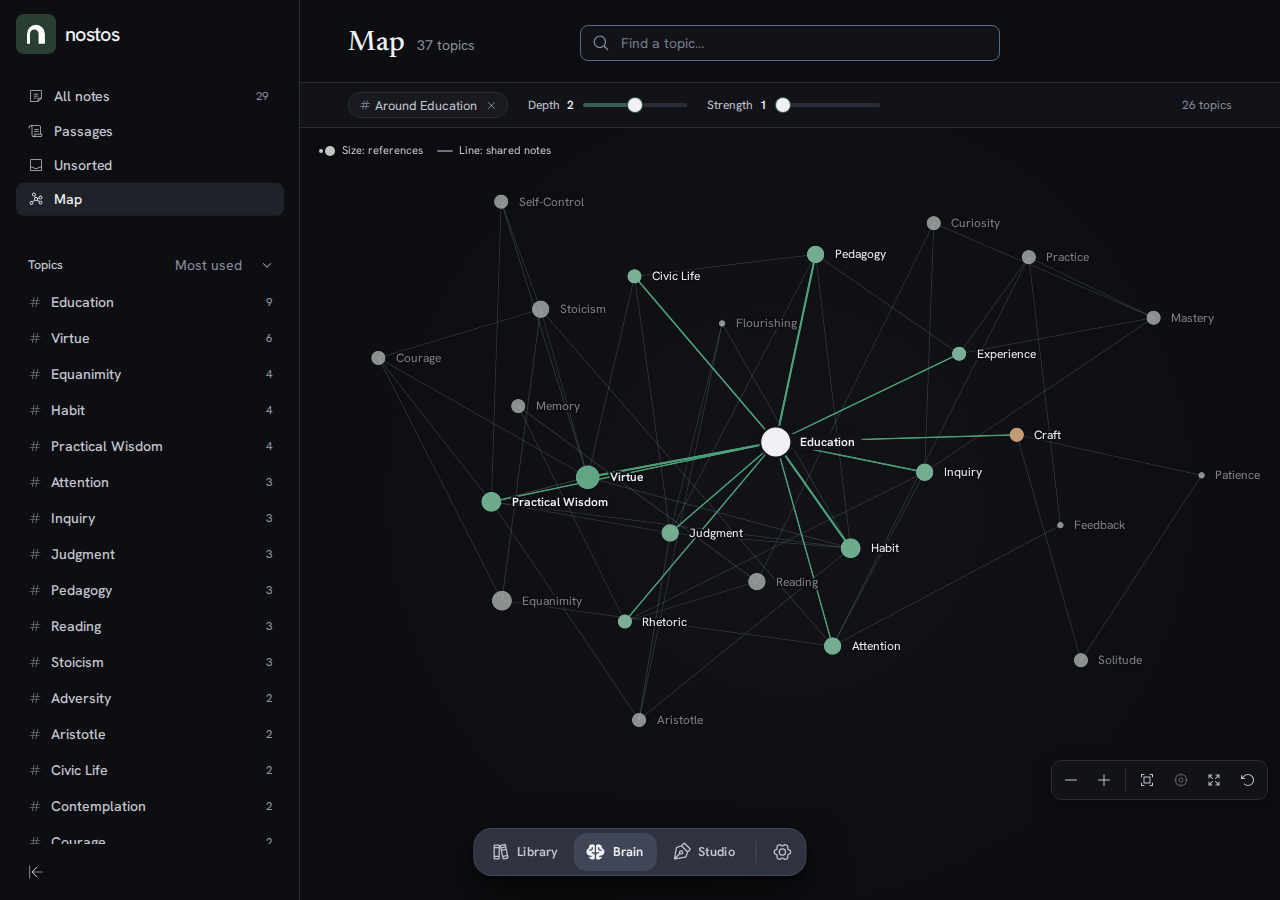 nostos
All notes 29
Passages
Unsorted
Map
Topics Most used
# Education 9
# Virtue 6
# Equanimity 4
# Habit 4
# Practical Wisdom 4
# Attention 3
# Inquiry 3
# Judgment 3
# Pedagogy 3
# Reading 3
# Stoicism 3
# Adversity 2
# Aristotle 2
# Civic Life 2
# Contemplation 2
# Courage 2
Map 37 topics
Find a topic...
# Around Education × Depth 2 Strength 1 26 topics
Size: references Line: shared notes
Self-Control
Curiosity
Pedagogy
Practice
Civic Life
Stoicism
Flourishing
Mastery
Courage
Experience
Memory
Education
Craft
Virtue
Inquiry
Patience
Practical Wisdom
Judgment
Feedback
Habit
Reading
Equanimity
Rhetoric
Attention
Solitude
Aristotle
Library Brain Studio